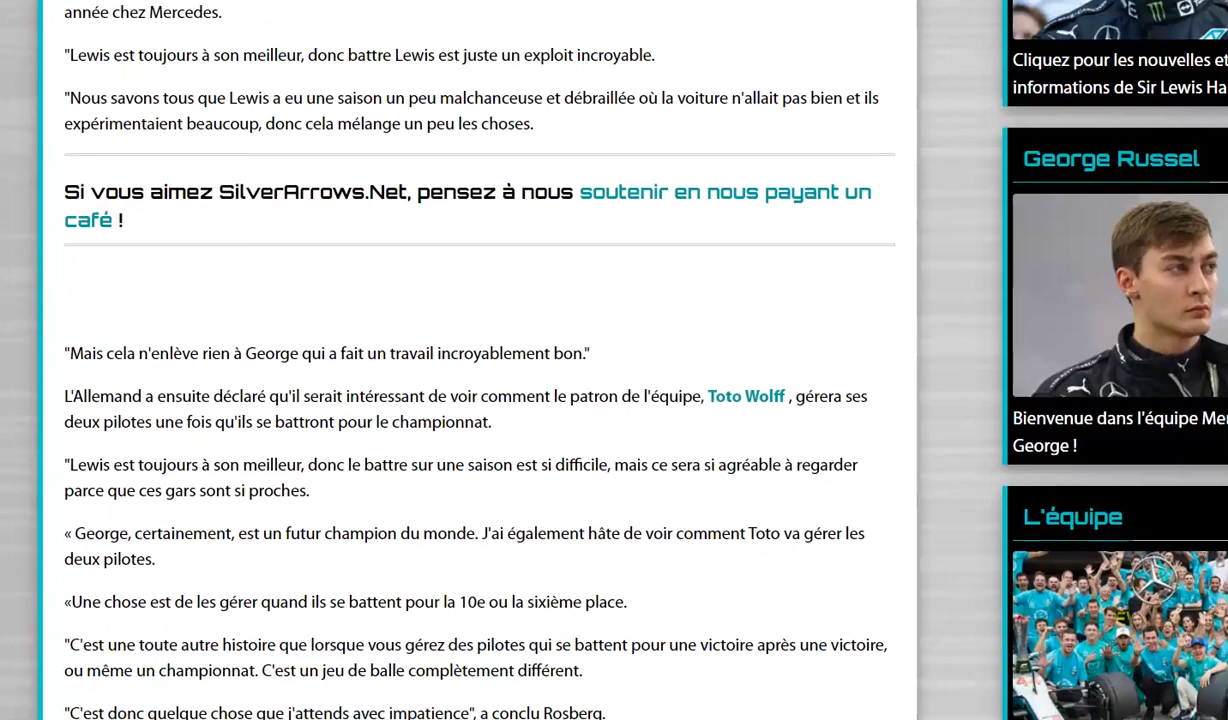 année chez Mercedes.
"Lewis est toujours à son meilleur, donc battre Lewis est juste un exploit incroyable.
"Nous savons tous que Lewis a eu une saison un peu malchanceuse et débraillée où la voiture n'allait pas bien et ils
expérimentaient beaucoup, donc cela mélange un peu les choses.
Si vous aimez SilverArrows.Net, pensez à nous soutenir en nous payant un
café !
"Mais cela n'enlève rien à George qui a fait un travail incroyablement bon."
L'Allemand a ensuite déclaré qu'il serait intéressant de voir comment le patron de l'équipe, Toto Wolff , gérera ses
deux pilotes une fois qu'ils se battront pour le championnat.
"Lewis est toujours à son meilleur, donc le battre sur une saison est si difficile, mais ce sera si agréable à regarder
parce que ces gars sont si proches.
« George, certainement, est un futur champion du monde. J'ai également hâte de voir comment Toto va gérer les
deux pilotes.
«Une chose est de les gérer quand ils se battent pour la 10e ou la sixième place.
"C'est une toute autre histoire que lorsque vous gérez des pilotes qui se battent pour une victoire après une victoire,
ou même un championnat. C'est un jeu de balle complètement différent.
"C'est donc quelque chose que j'attends avec impatience", a conclu Rosberg.
Cliquez pour les nouvelles et
informations de Sir Lewis Ha
George Russel
Bienvenue dans l'équipe Mer
George !
L'équipe
44